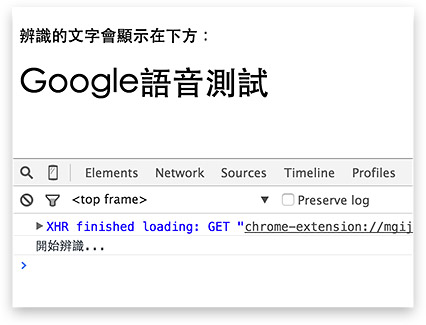 辨識的文字會顯示在下方：
Google語音測試
Elements Network Sources Timeline Profiles
<top frame> ▼ Preserve log
▶XHR finished loading: GET "chrome-extension://mgij
開始辨識...
>